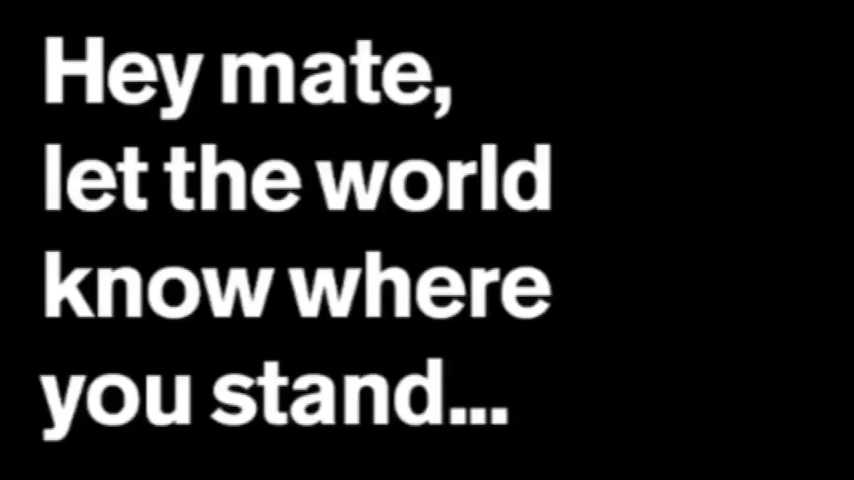 Hey mate,
let the world
know where
you stand...